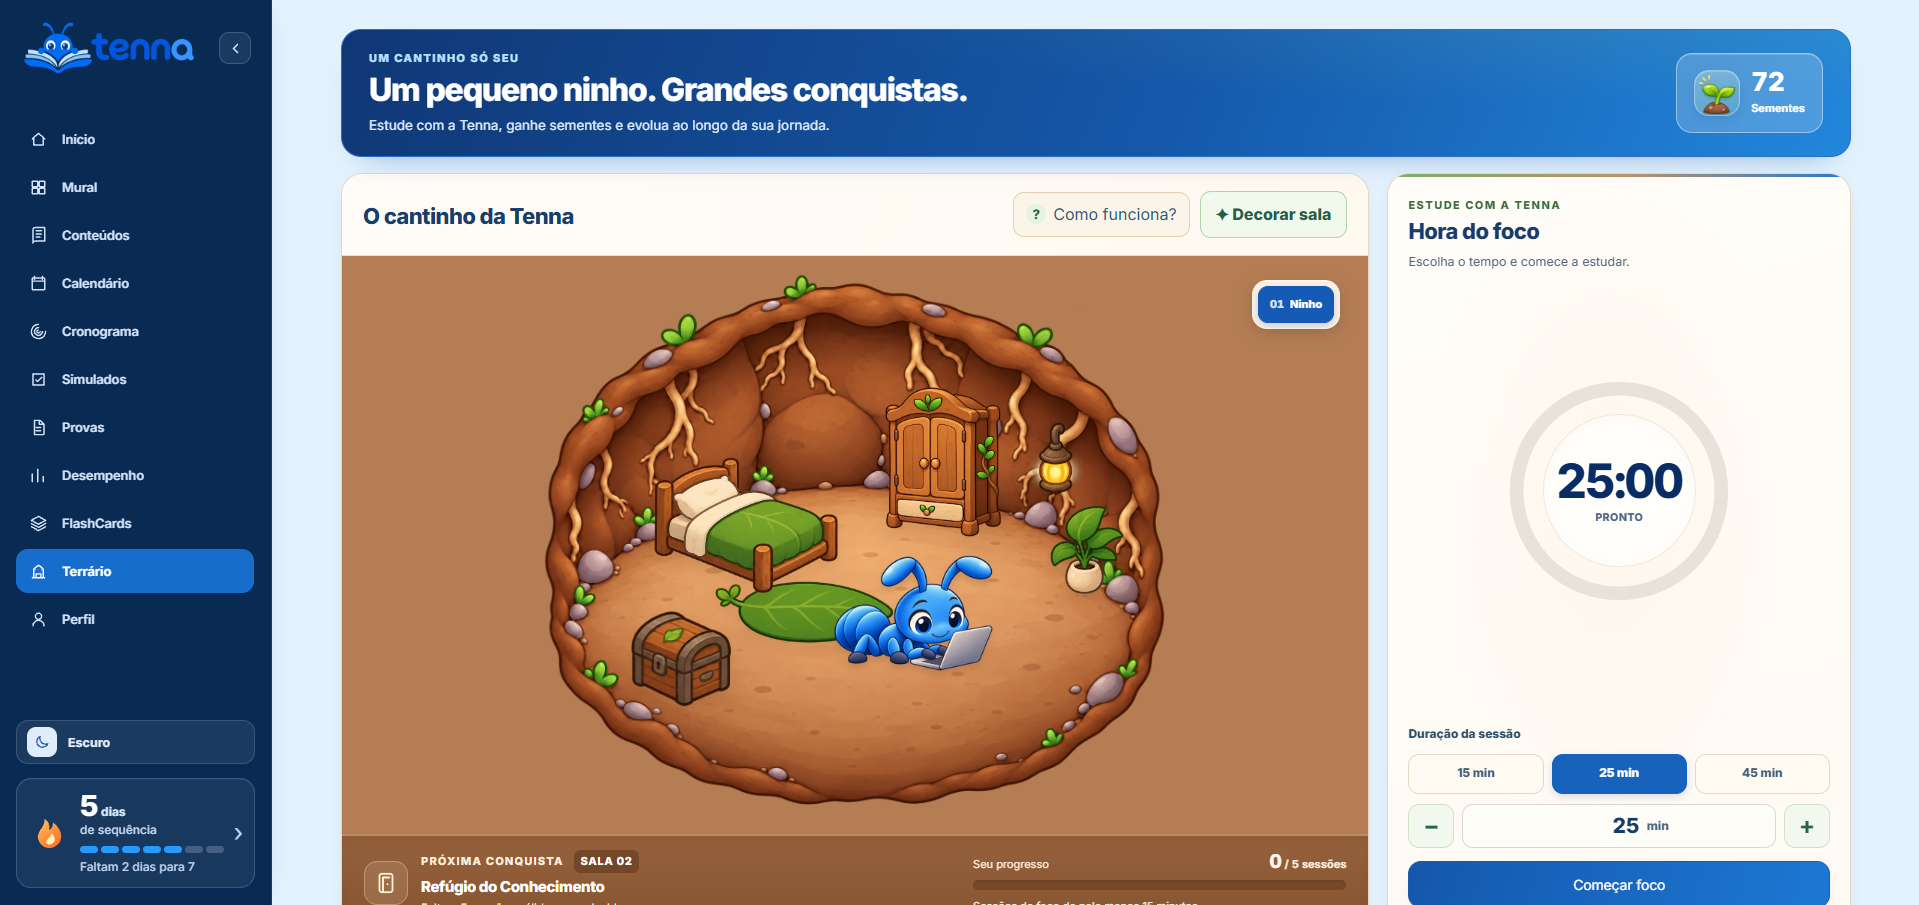 tenna
Início
Mural
Conteúdos
Calendário
Cronograma
Simulados
Provas
Desempenho
FlashCards
Terrário
Perfil
Escuro
5 dias
de sequência
Faltam 2 dias para 7
UM CANTINHO SÓ SEU
Um pequeno ninho. Grandes conquistas.
Estude com a Tenna, ganhe sementes e evolua ao longo da sua jornada.
72
Sementes
O cantinho da Tenna
? Como funciona?
✦ Decorar sala
01 Ninho
PRÓXIMA CONQUISTA SALA 02
Refúgio do Conhecimento
Seu progresso
0 / 5 sessões
ESTUDE COM A TENNA
Hora do foco
Escolha o tempo e comece a estudar.
25:00
PRONTO
Duração da sessão
15 min
25 min
45 min
− 25 min +
Começar foco